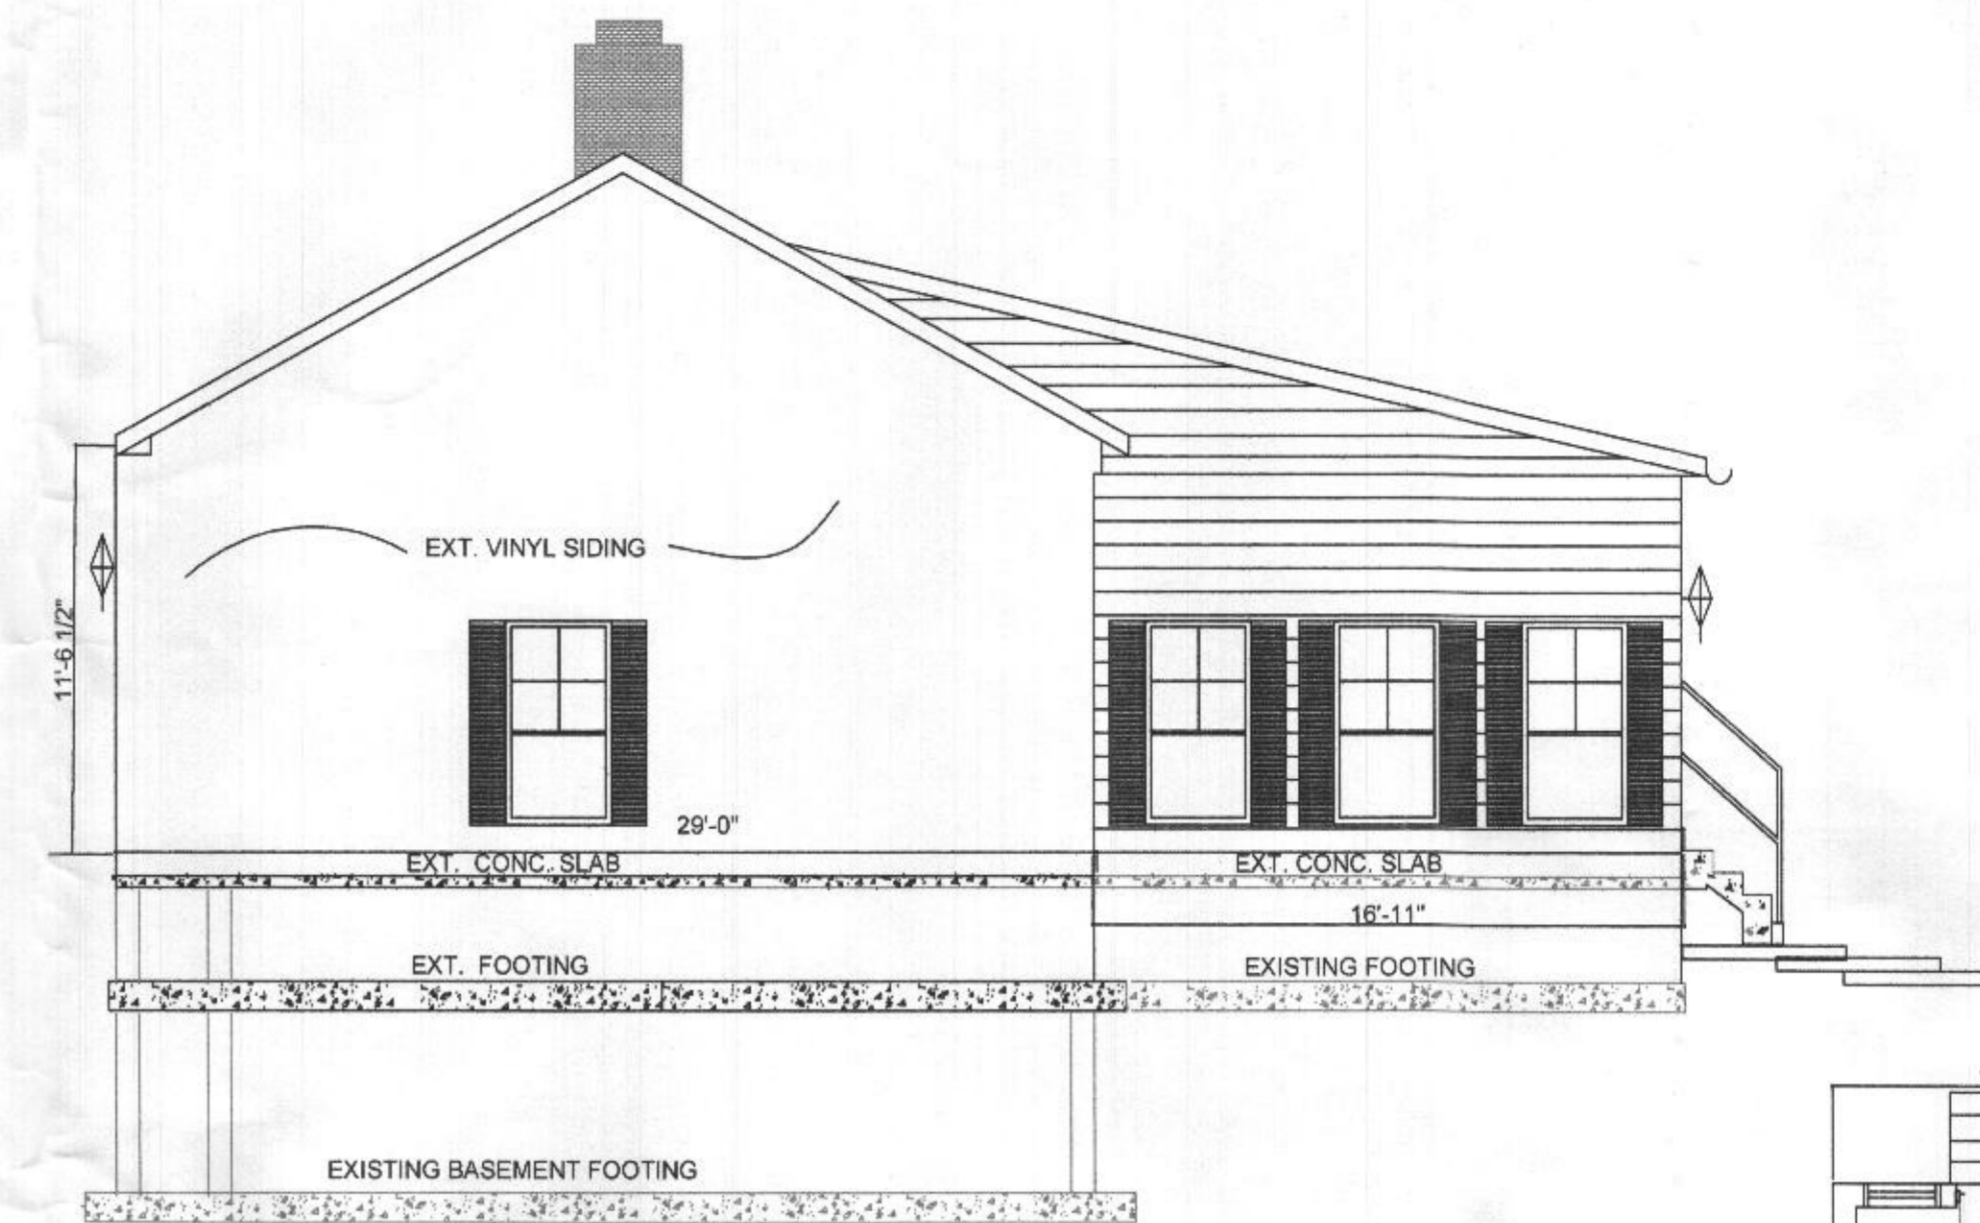 EXT. VINYL SIDING
11'-6 1/2"
29'-0"
EXT. CONC. SLAB
EXT. CONC. SLAB
16'-11"
EXT. FOOTING
EXISTING FOOTING
EXISTING BASEMENT FOOTING